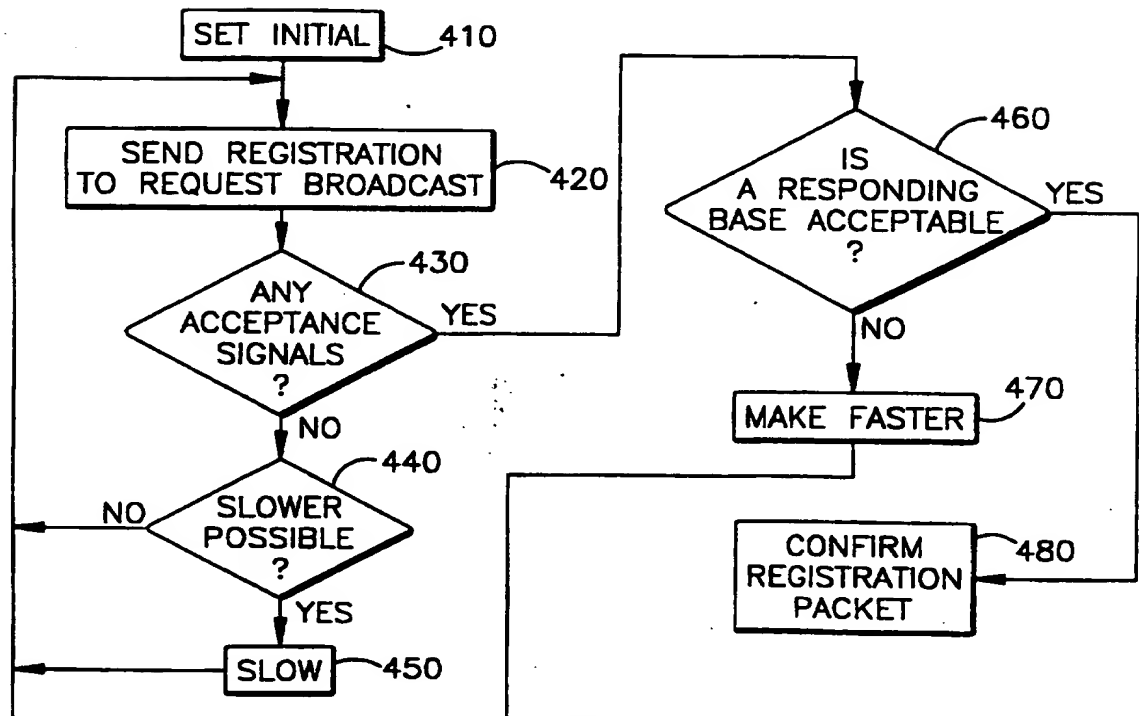 SET INITIAL
410
SEND REGISTRATION
TO REQUEST BROADCAST
420
430
ANY
ACCEPTANCE
SIGNALS
?
YES
NO
440
SLOWER
POSSIBLE
?
NO
YES
SLOW
450
460
IS
A RESPONDING
BASE ACCEPTABLE
?
YES
NO
470
MAKE FASTER
480
CONFIRM
REGISTRATION
PACKET